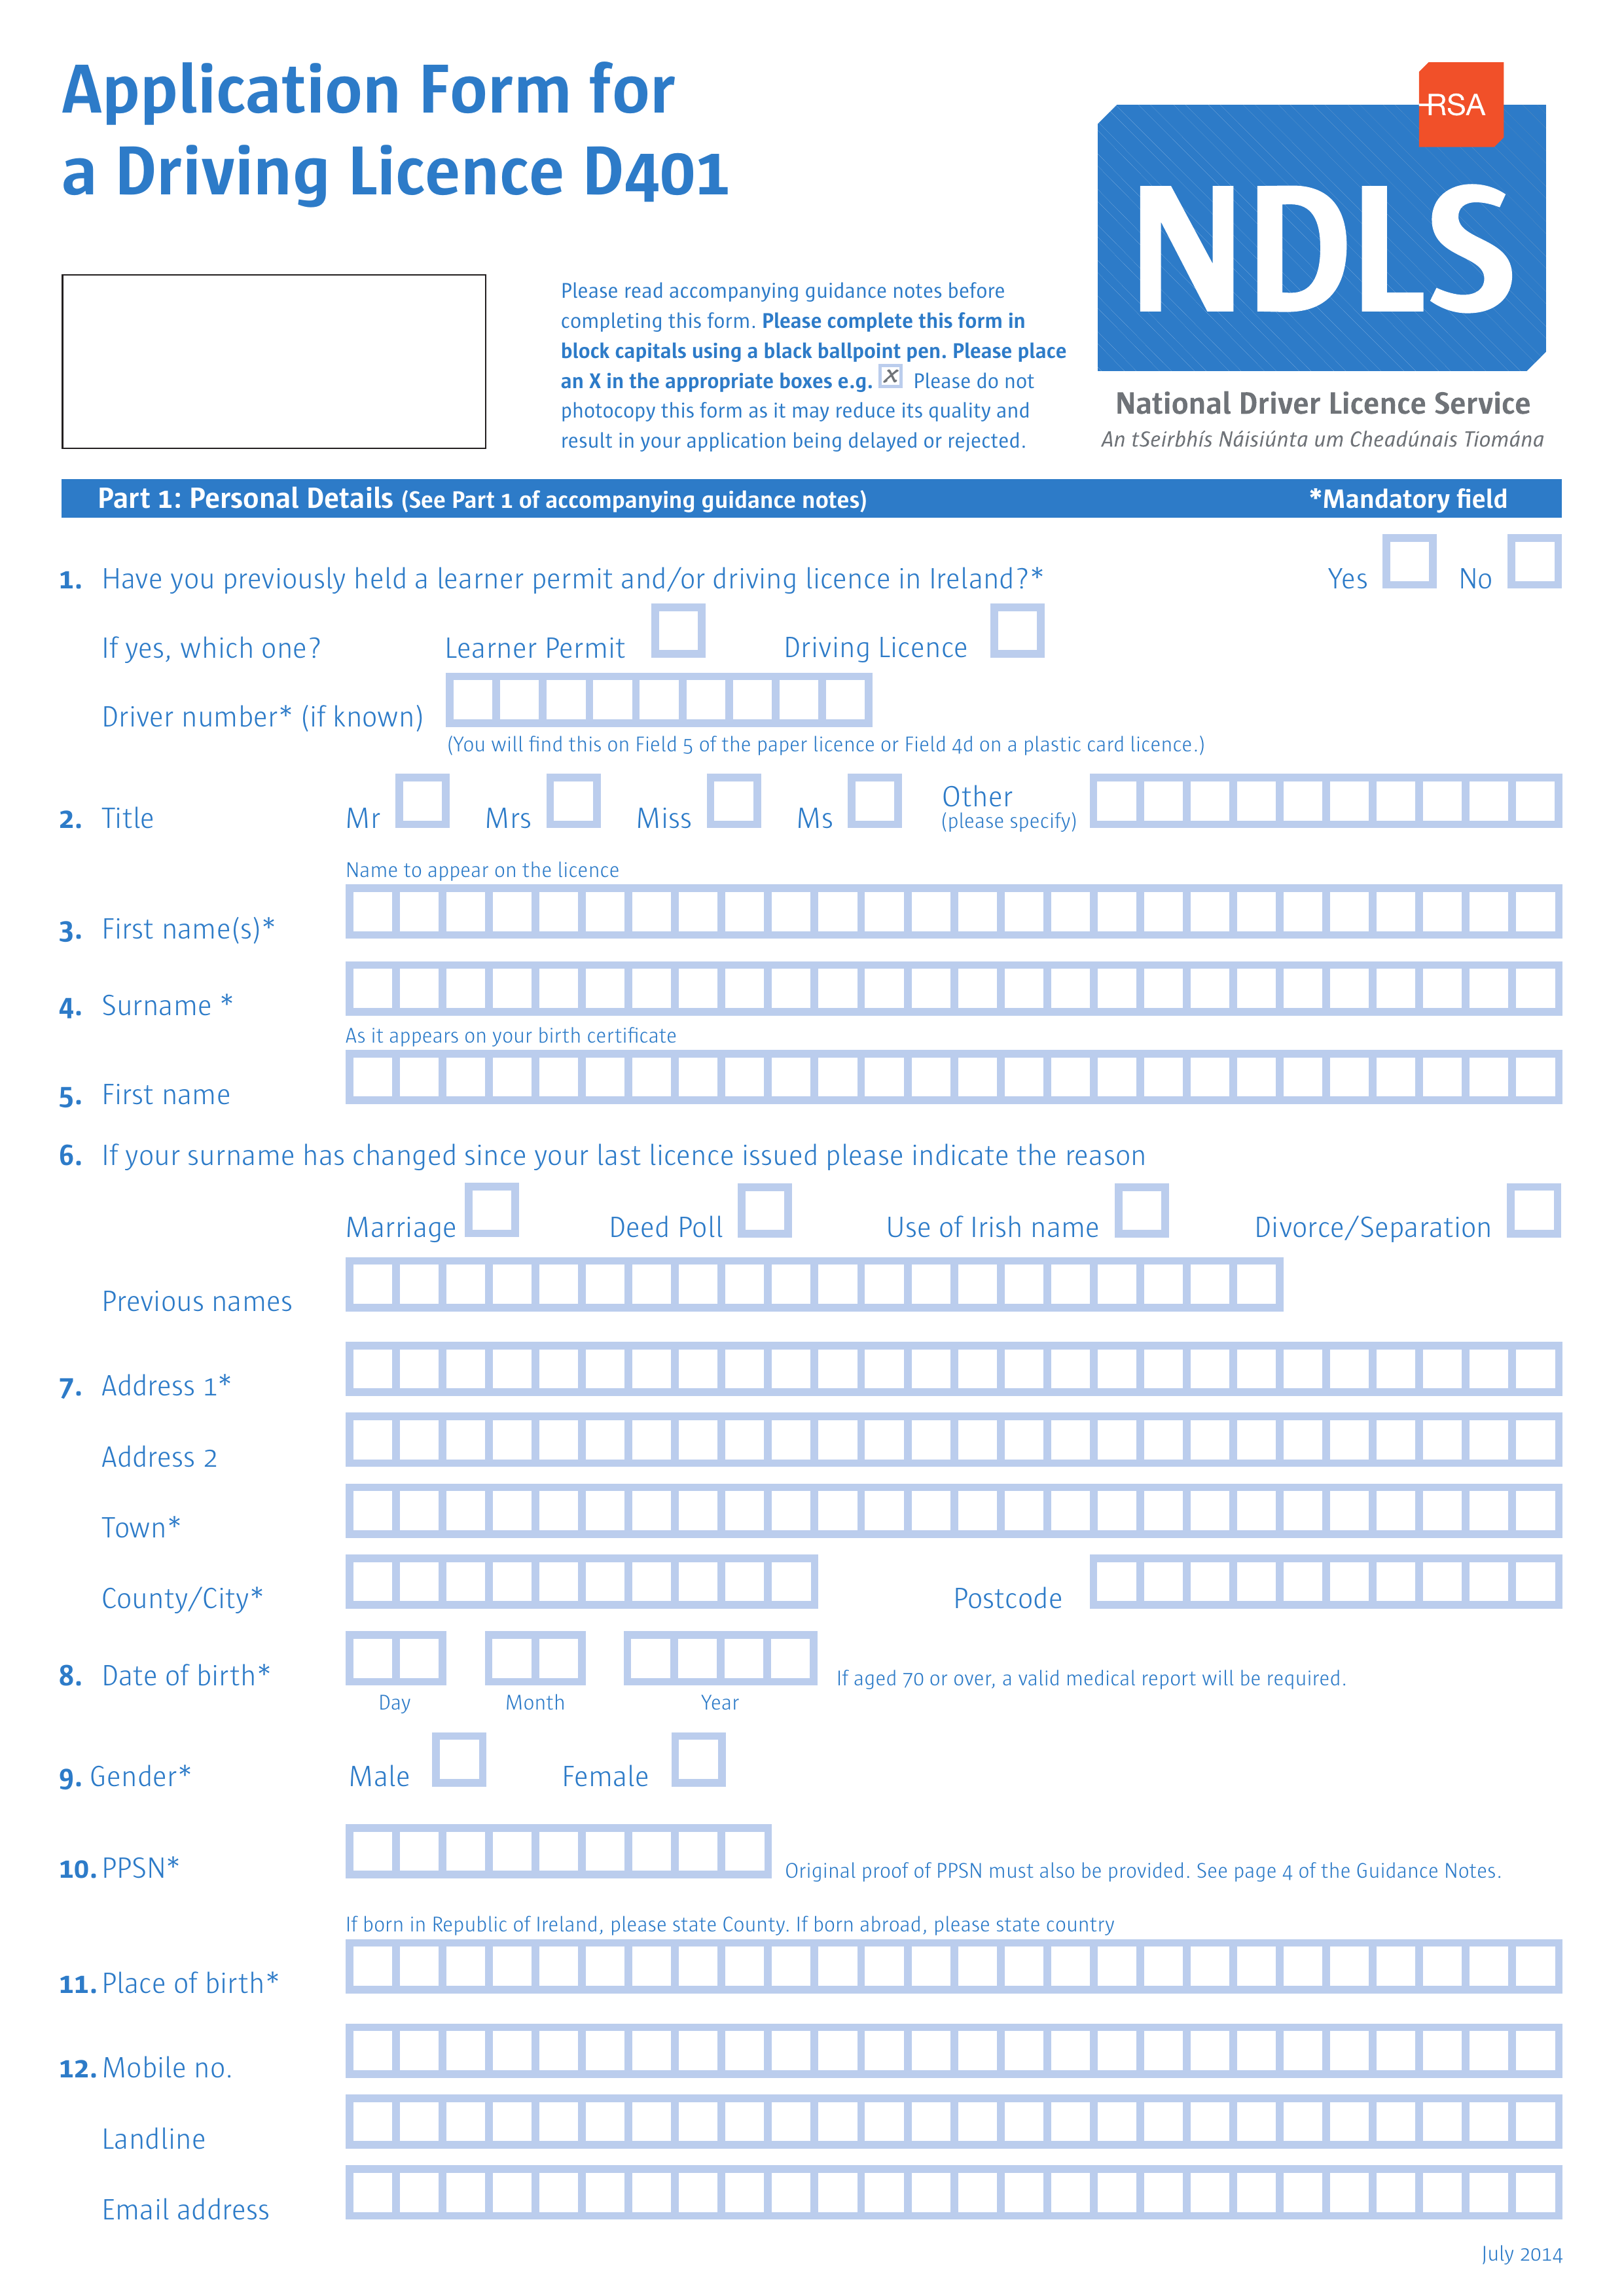 Application Form for
a Driving Licence D401
RSA
NDLS
National Driver Licence Service
An tSeirbhís Náisiúnta um Cheadúnais Tiomána
Please read accompanying guidance notes before
completing this form. Please complete this form in
block capitals using a black ballpoint pen. Please place
an X in the appropriate boxes e.g. X Please do not
photocopy this form as it may reduce its quality and
result in your application being delayed or rejected.
Part 1: Personal Details (See Part 1 of accompanying guidance notes) *Mandatory field
1. Have you previously held a learner permit and/or driving licence in Ireland?* Yes No
If yes, which one? Learner Permit Driving Licence
Driver number* (if known)
(You will find this on Field 5 of the paper licence or Field 4d on a plastic card licence.)
2. Title Mr Mrs Miss Ms Other
(please specify)
Name to appear on the licence
3. First name(s)*
4. Surname *
As it appears on your birth certificate
5. First name
6. If your surname has changed since your last licence issued please indicate the reason
Marriage Deed Poll Use of Irish name Divorce/Separation
Previous names
7. Address 1*
Address 2
Town*
County/City* Postcode
8. Date of birth* If aged 70 or over, a valid medical report will be required.
Day Month Year
9. Gender* Male Female
10. PPSN* Original proof of PPSN must also be provided. See page 4 of the Guidance Notes.
If born in Republic of Ireland, please state County. If born abroad, please state country
11. Place of birth*
12. Mobile no.
Landline
Email address
July 2014